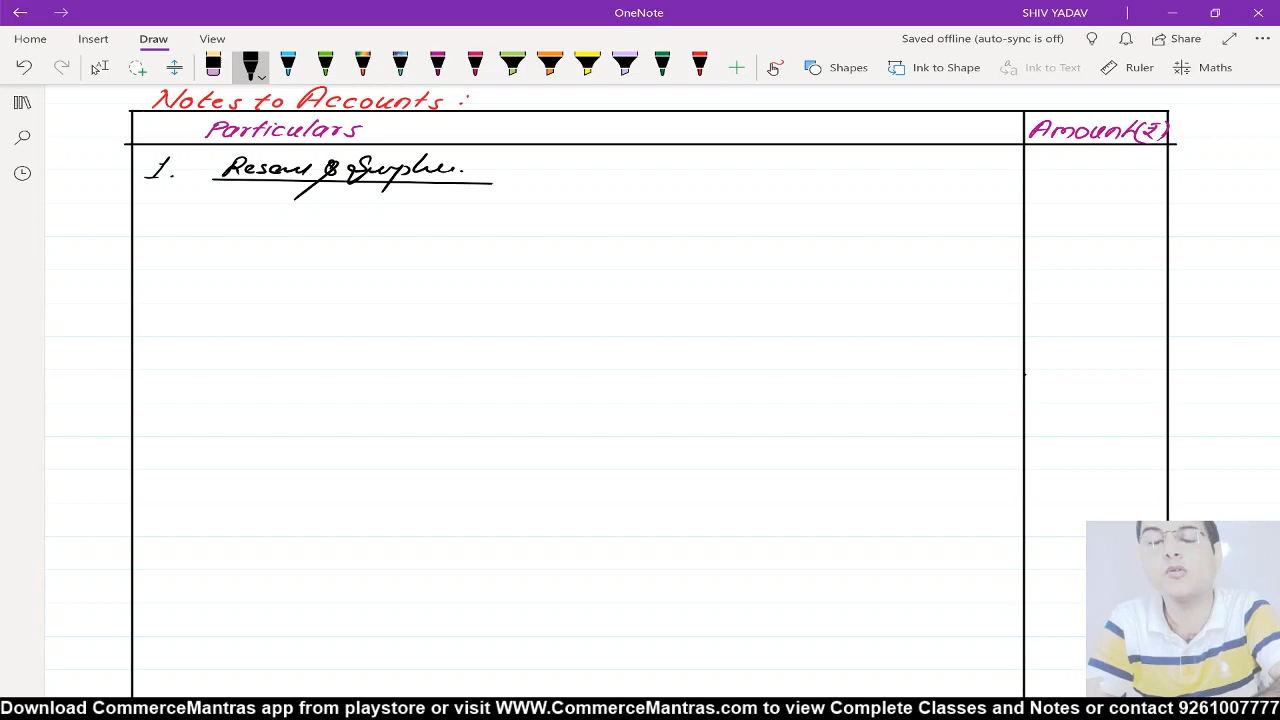 OneNote
SHIV YADAV
Home Insert Draw View
Saved offline (auto-sync is off)
Share
Shapes
Ink to Shape
Ink to Text
Ruler
Maths
Notes to Accounts :
Particulars Amount(₹)
1. Reserve & Surplus.
Download CommerceMantras app from playstore or visit WWW.CommerceMantras.com to view Complete Classes and Notes or contact 9261007777